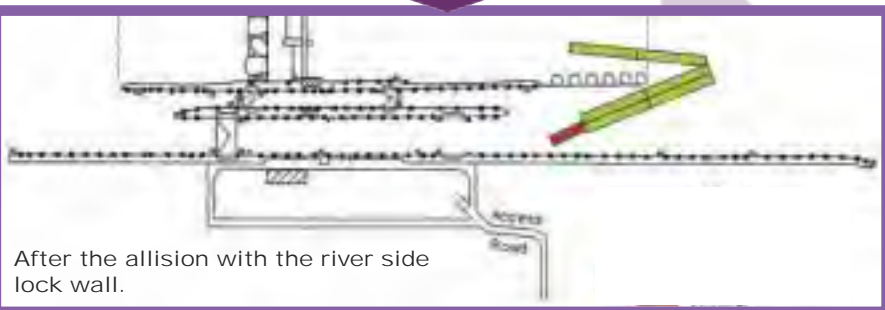 Access
Road
After the allision with the river side
lock wall.